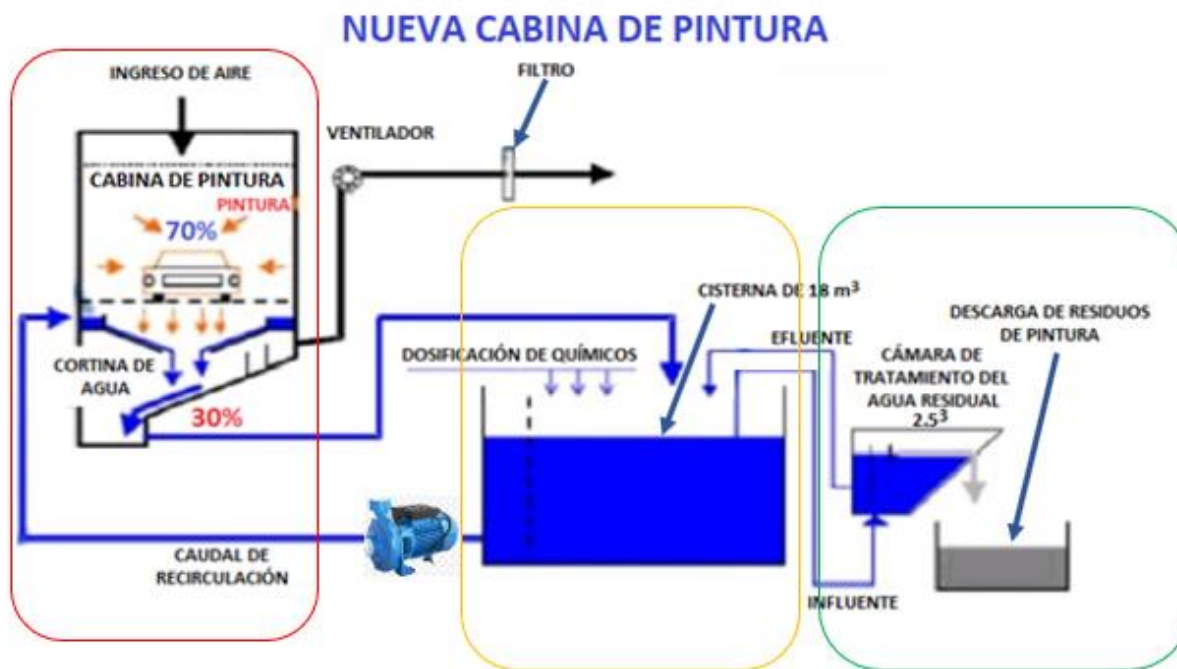 NUEVA CABINA DE PINTURA
INGRESO DE AIRE
FILTRO
VENTILADOR
CABINA DE PINTURA
PINTURA
70%
CISTERNA DE 18 m³
DESCARGA DE RESIDUOS
DE PINTURA
EFLUENTE
DOSIFICACIÓN DE QUÍMICOS
CÁMARA DE
TRATAMIENTO DEL
AGUA RESIDUAL
2.5³
CORTINA DE
AGUA
30%
CAUDAL DE
RECIRCULACIÓN
INFLUENTE